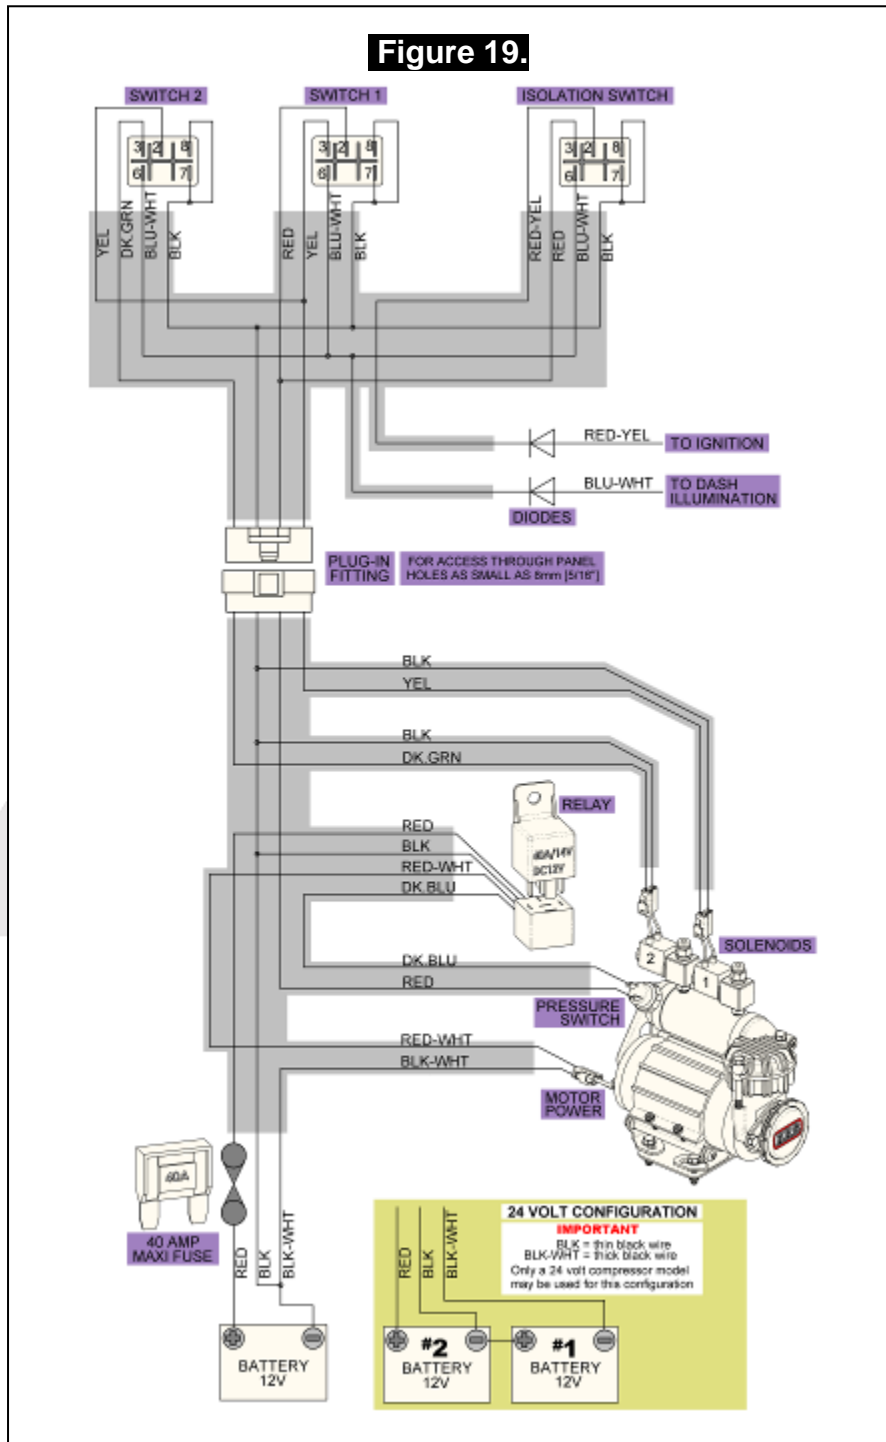 Figure 19.
SWITCH 2
SWITCH 1
ISOLATION SWITCH
3 2 8
6 7
3 2 8
6 7
3 2 8
6 7
YEL
DK.GRN
BLU-WHT
BLK
RED
YEL
BLU-WHT
BLK
RED-YEL
RED
BLU-WHT
BLK
RED-YEL
TO IGNITION
BLU-WHT
TO DASH
ILLUMINATION
DIODES
PLUG-IN
FITTING
FOR ACCESS THROUGH PANEL
HOLES AS SMALL AS 8mm [5/16"]
BLK
YEL
BLK
DK.GRN
RELAY
RED
BLK
RED-WHT
DK.BLU
40A/14V
DC12V
SOLENOIDS
2
1
DK.BLU
RED
PRESSURE
SWITCH
RED-WHT
BLK-WHT
MOTOR
POWER
ARB
40A
40 AMP
MAXI FUSE
RED
BLK
BLK-WHT
BATTERY
12V
24 VOLT CONFIGURATION
IMPORTANT
BLK = thin black wire
BLK-WHT = thick black wire
Only a 24 volt compressor model
may be used for this configuration
RED
BLK
BLK-WHT
#2
BATTERY
12V
#1
BATTERY
12V